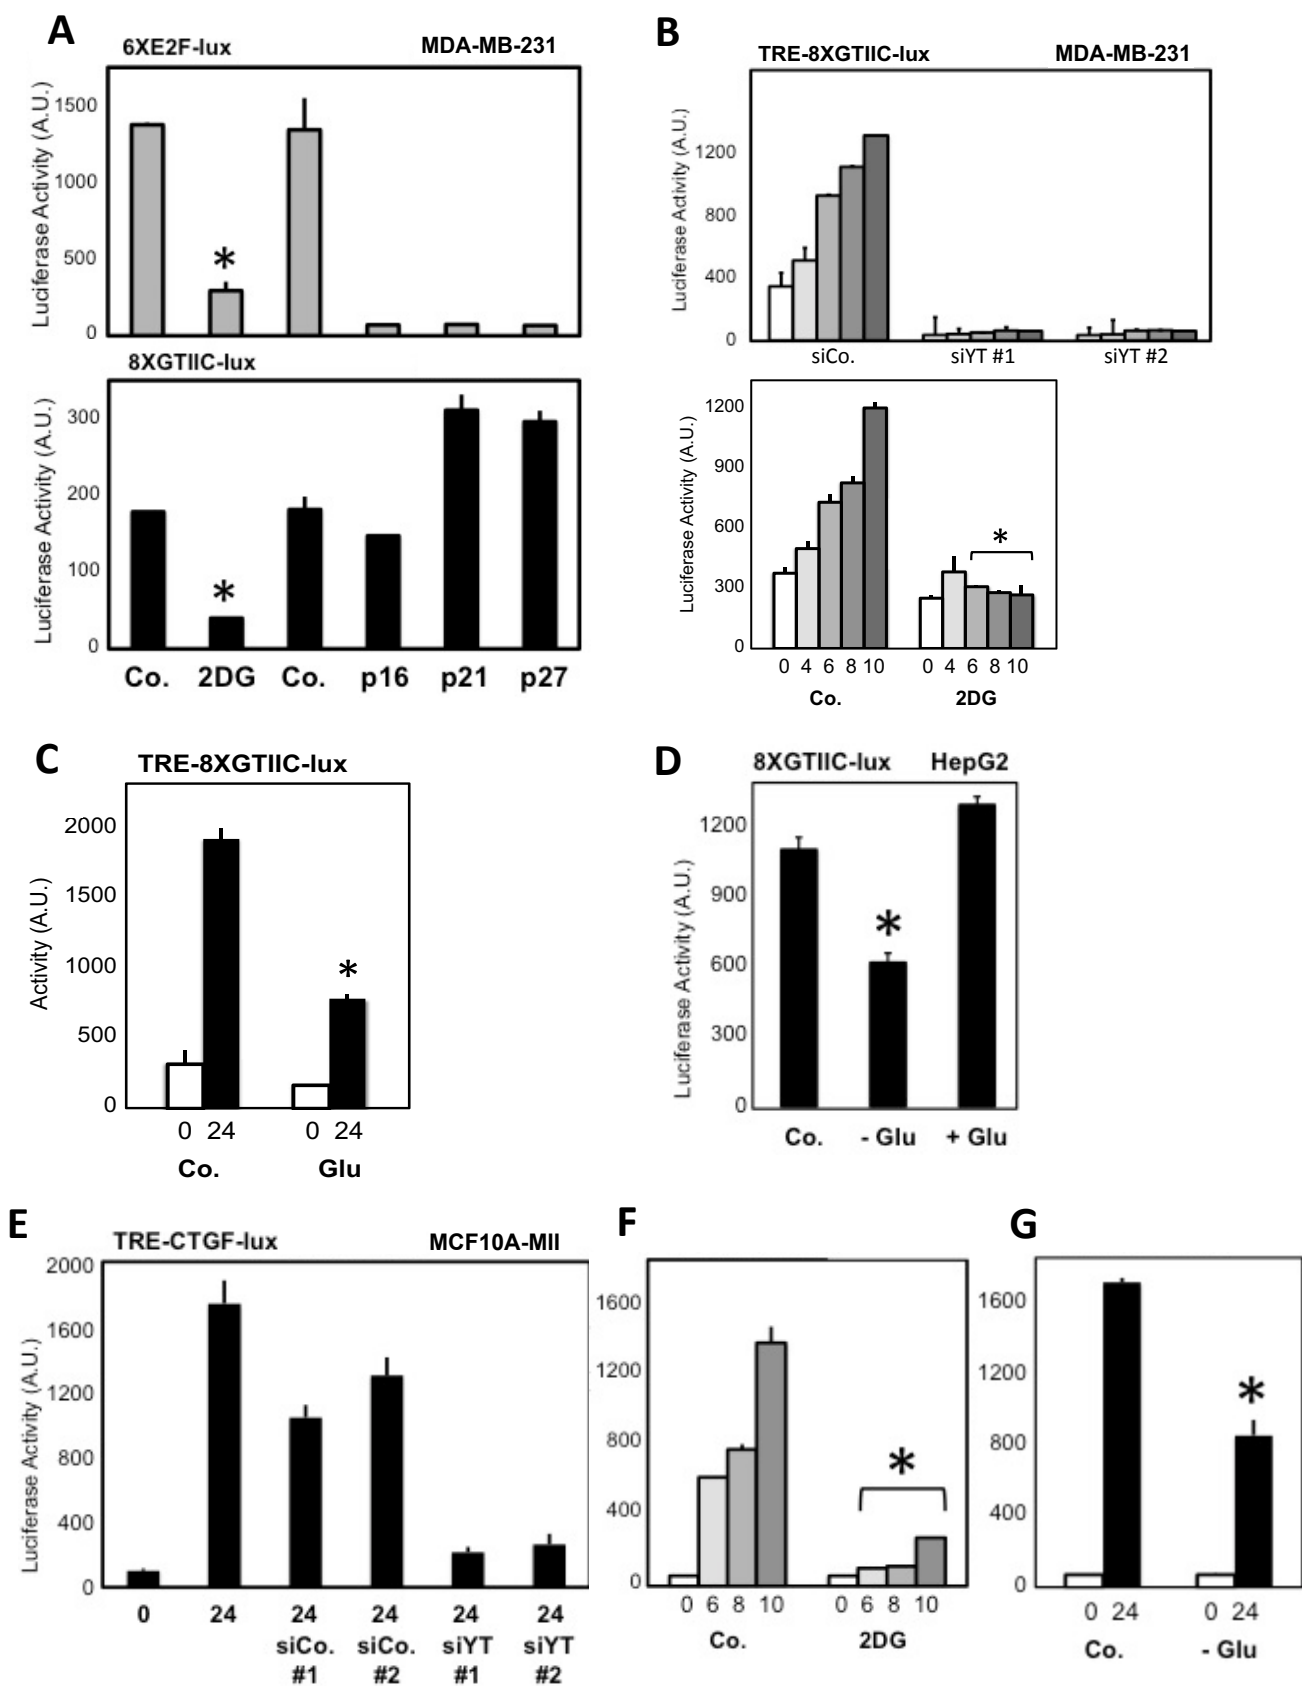 A
6XE2F-lux MDA-MB-231
Luciferase Activity (A.U.)
1500
1000
500
0
*
8XGTIIC-lux
Luciferase Activity (A.U.)
300
200
100
0
*
Co. 2DG Co. p16 p21 p27
B
TRE-8XGTIIC-lux MDA-MB-231
Luciferase Activity (A.U.)
1200
800
400
0
siCo. siYT #1 siYT #2
Luciferase Activity (A.U.)
1200
900
600
300
0
*
0 4 6 8 10 0 4 6 8 10
Co. 2DG
C
TRE-8XGTIIC-lux
Activity (A.U.)
2000
1500
1000
500
0
*
0 24 0 24
Co. Glu
D
8XGTIIC-lux HepG2
Luciferase Activity (A.U.)
1200
900
600
300
0
*
Co. - Glu + Glu
E
TRE-CTGF-lux MCF10A-MII
Luciferase Activity (A.U.)
2000
1600
1200
800
400
0
0 24 24 24 24 24
siCo. siCo. siYT siYT
#1 #2 #1 #2
F
1600
1200
800
400
0
*
0 6 8 10 0 6 8 10
Co. 2DG
G
1600
1200
800
400
0
*
0 24 0 24
Co. - Glu